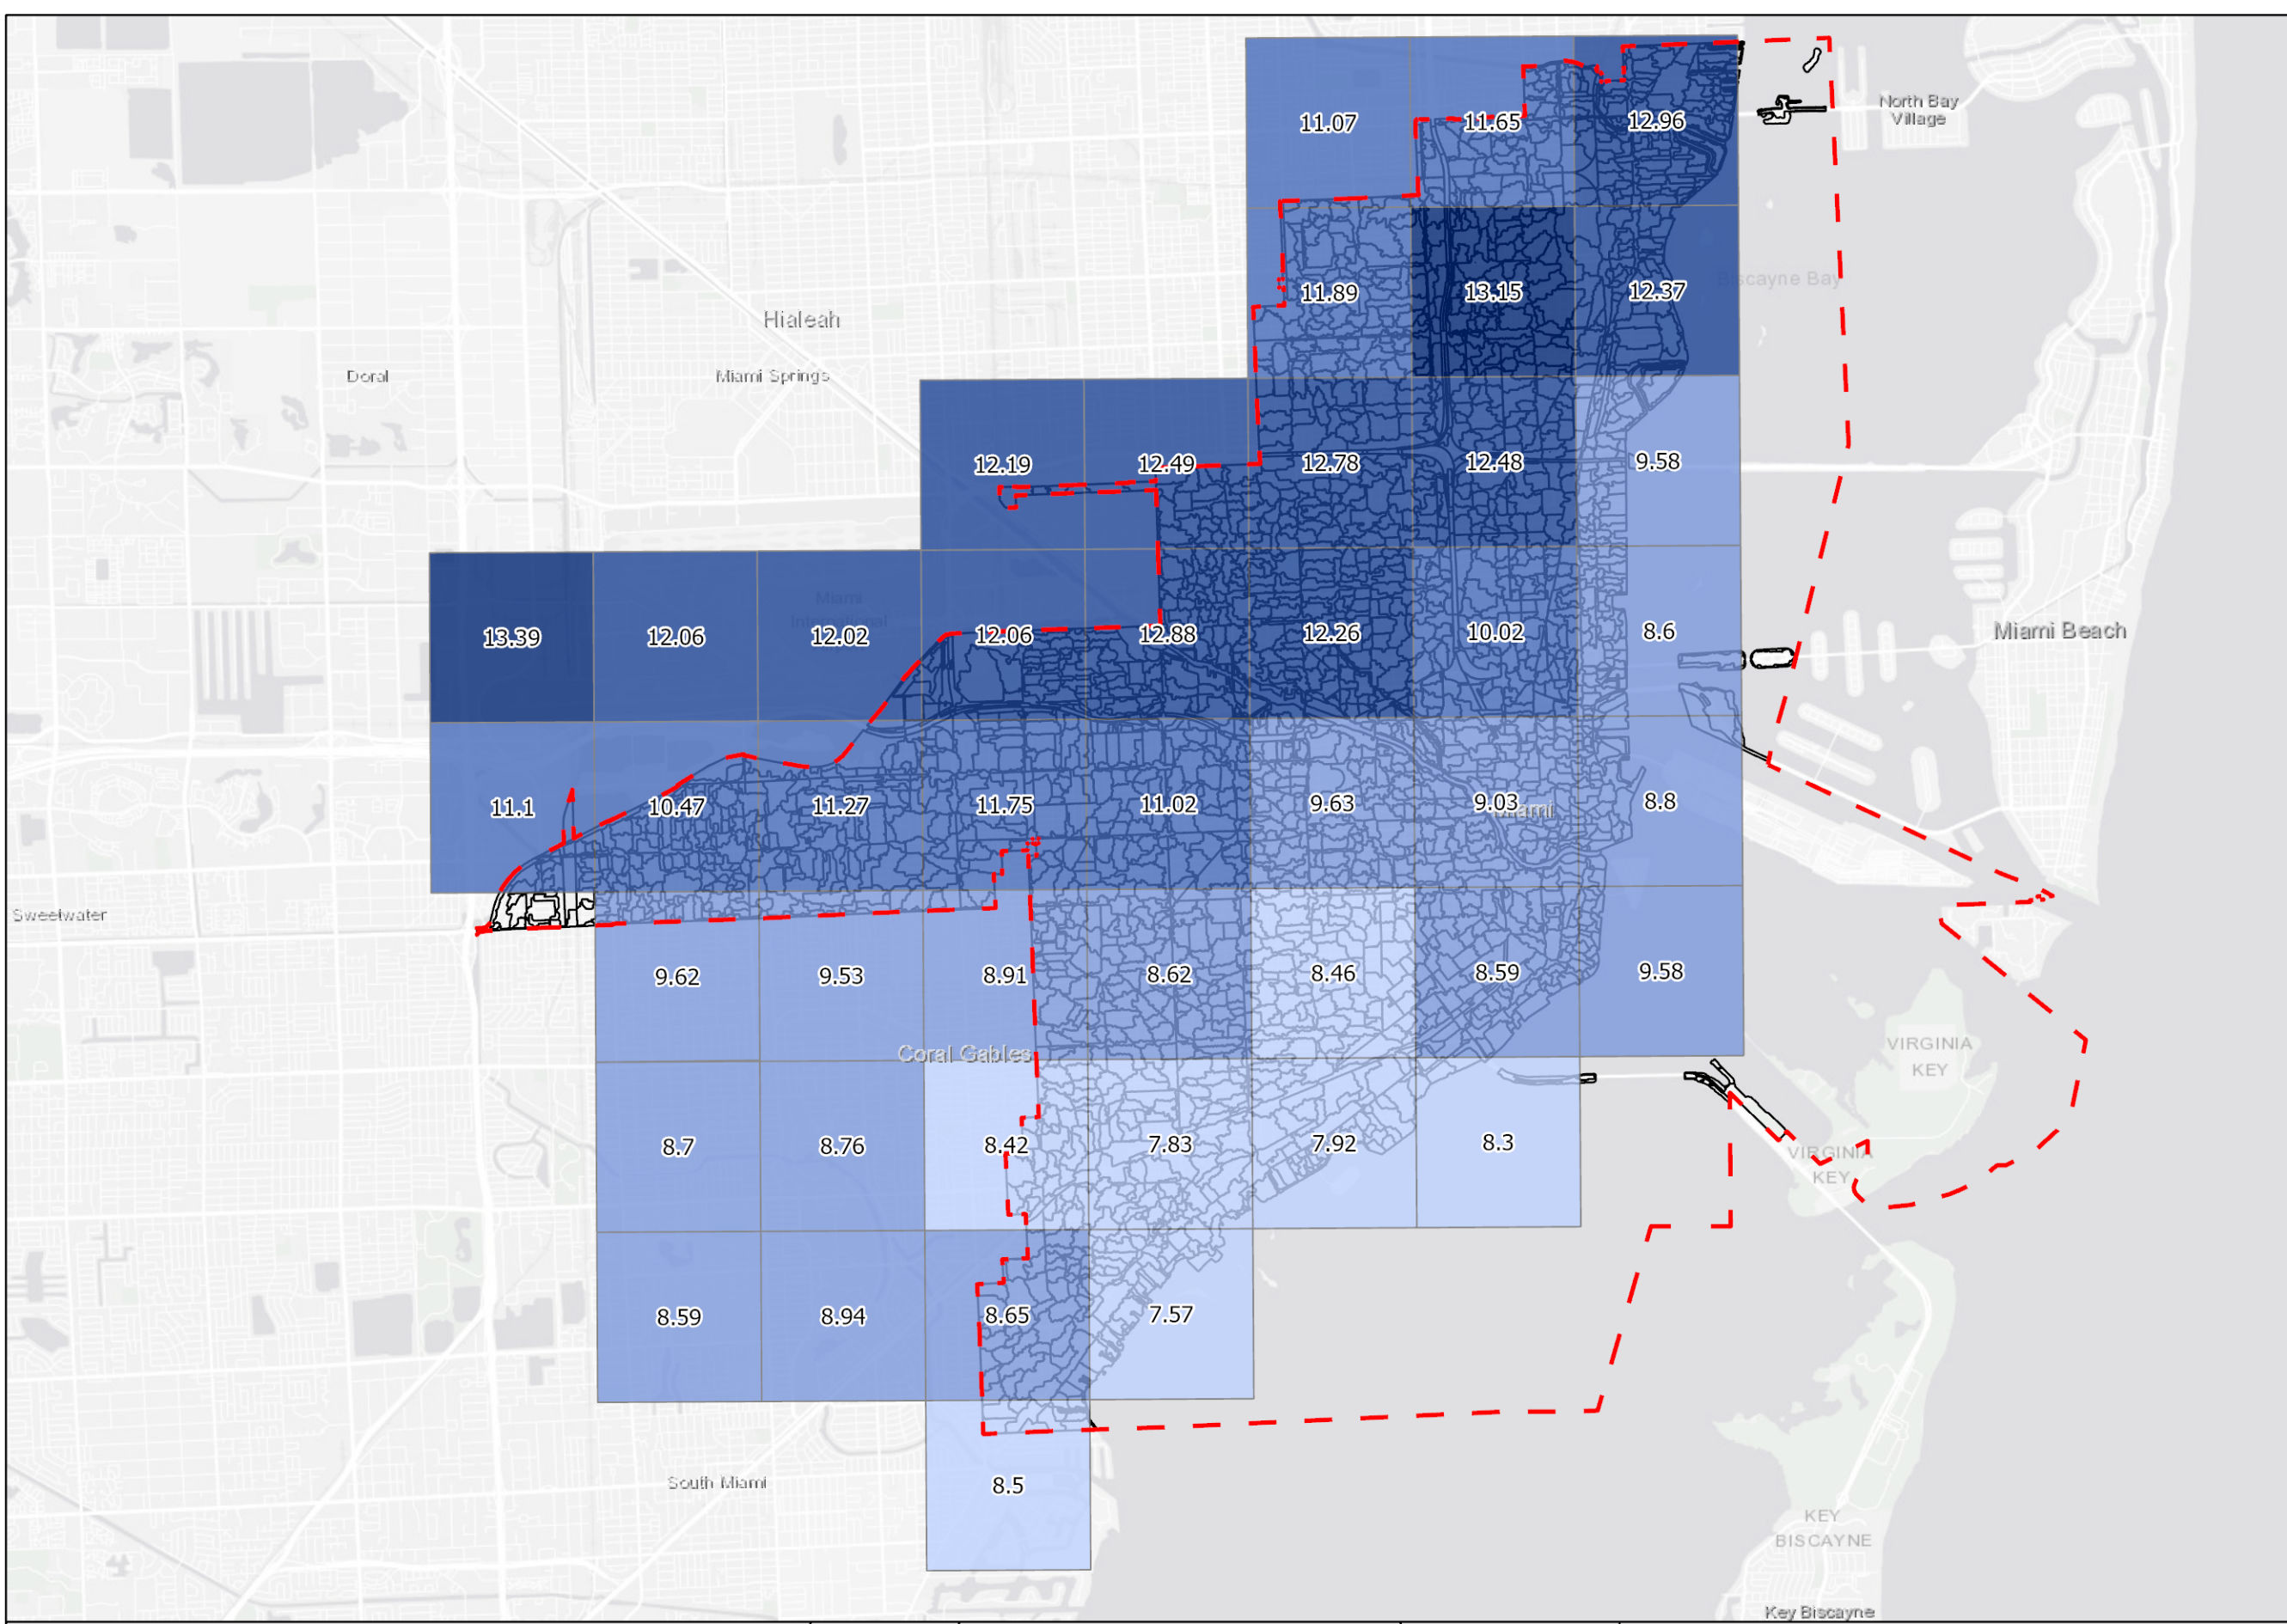 North Bay
Village
11.07
11.65
12.96
Biscayne Bay
11.89
13.15
12.37
Hialeah
Doral
Miami Springs
12.19
12.49
12.78
12.48
9.58
Miami
International
13.39
12.06
12.02
12.06
12.88
12.26
10.02
8.6
Miami Beach
11.1
10.47
11.27
11.75
11.02
9.63
9.03
Miami
8.8
Sweetwater
9.62
9.53
8.91
8.62
8.46
8.59
9.58
Coral Gables
VIRGINIA
KEY
8.7
8.76
8.42
7.83
7.92
8.3
VIRGINIA
KEY
8.59
8.94
8.65
7.57
South Miami
8.5
KEY
BISCAYNE
Key Biscayne